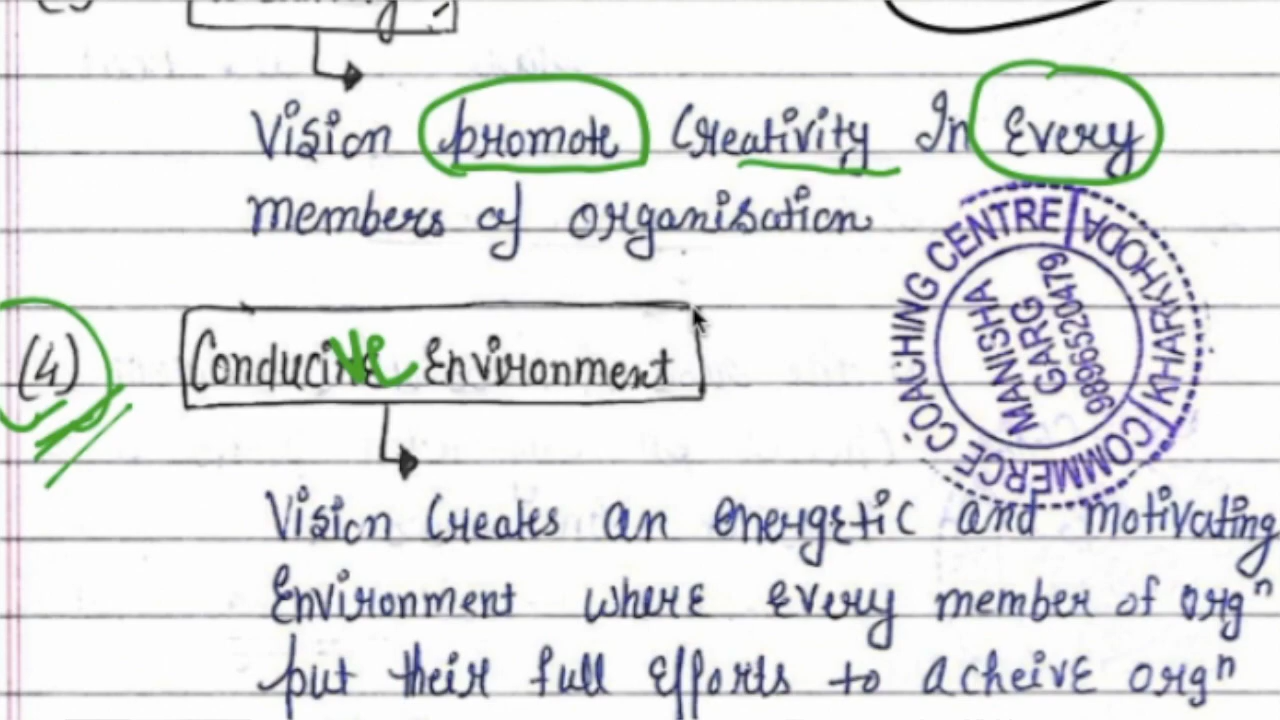 Vision promote Creativity In Every
members of organisation
COMMERCE COACHING CENTRE | ADDHOKRAHM
MANISHA
GARG
9896520479
(4) Conducive Environment
Vision Creates an energetic and motivating
Environment where every member of orgⁿ
put their full efforts to acheive orgⁿ